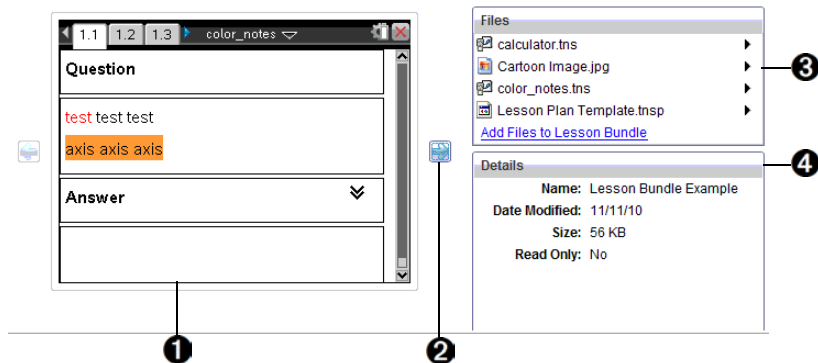 1.1 1.2 1.3 color_notes
Question
test test test
axis axis axis
Answer
Files
calculator.tns
Cartoon Image.jpg
color_notes.tns
Lesson Plan Template.tnsp
Add Files to Lesson Bundle
Details
Name: Lesson Bundle Example
Date Modified: 11/11/10
Size: 56 KB
Read Only: No
1
2
3
4